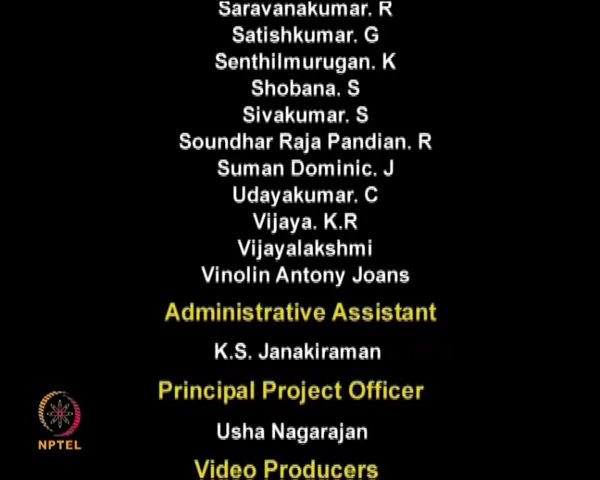 Saravanakumar. R
Satishkumar. G
Senthilmurugan. K
Shobana. S
Sivakumar. S
Soundhar Raja Pandian. R
Suman Dominic. J
Udayakumar. C
Vijaya. K.R
Vijayalakshmi
Vinolin Antony Joans
Administrative Assistant
K.S. Janakiraman
Principal Project Officer
Usha Nagarajan
NPTEL
Video Producers